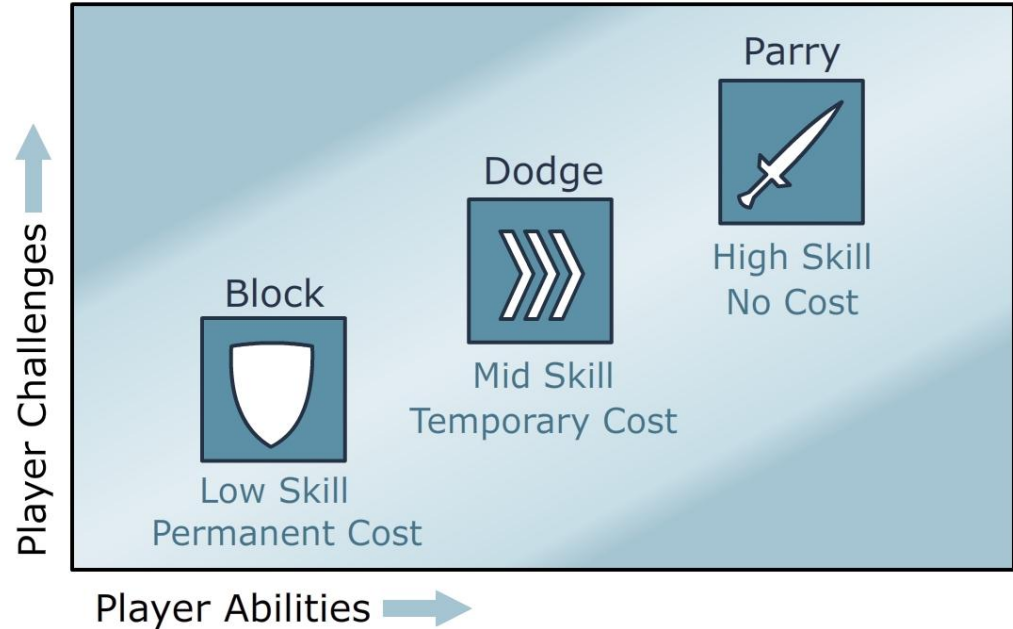 Parry
High Skill
No Cost
Dodge
Mid Skill
Temporary Cost
Block
Low Skill
Permanent Cost
Player Challenges
Player Abilities